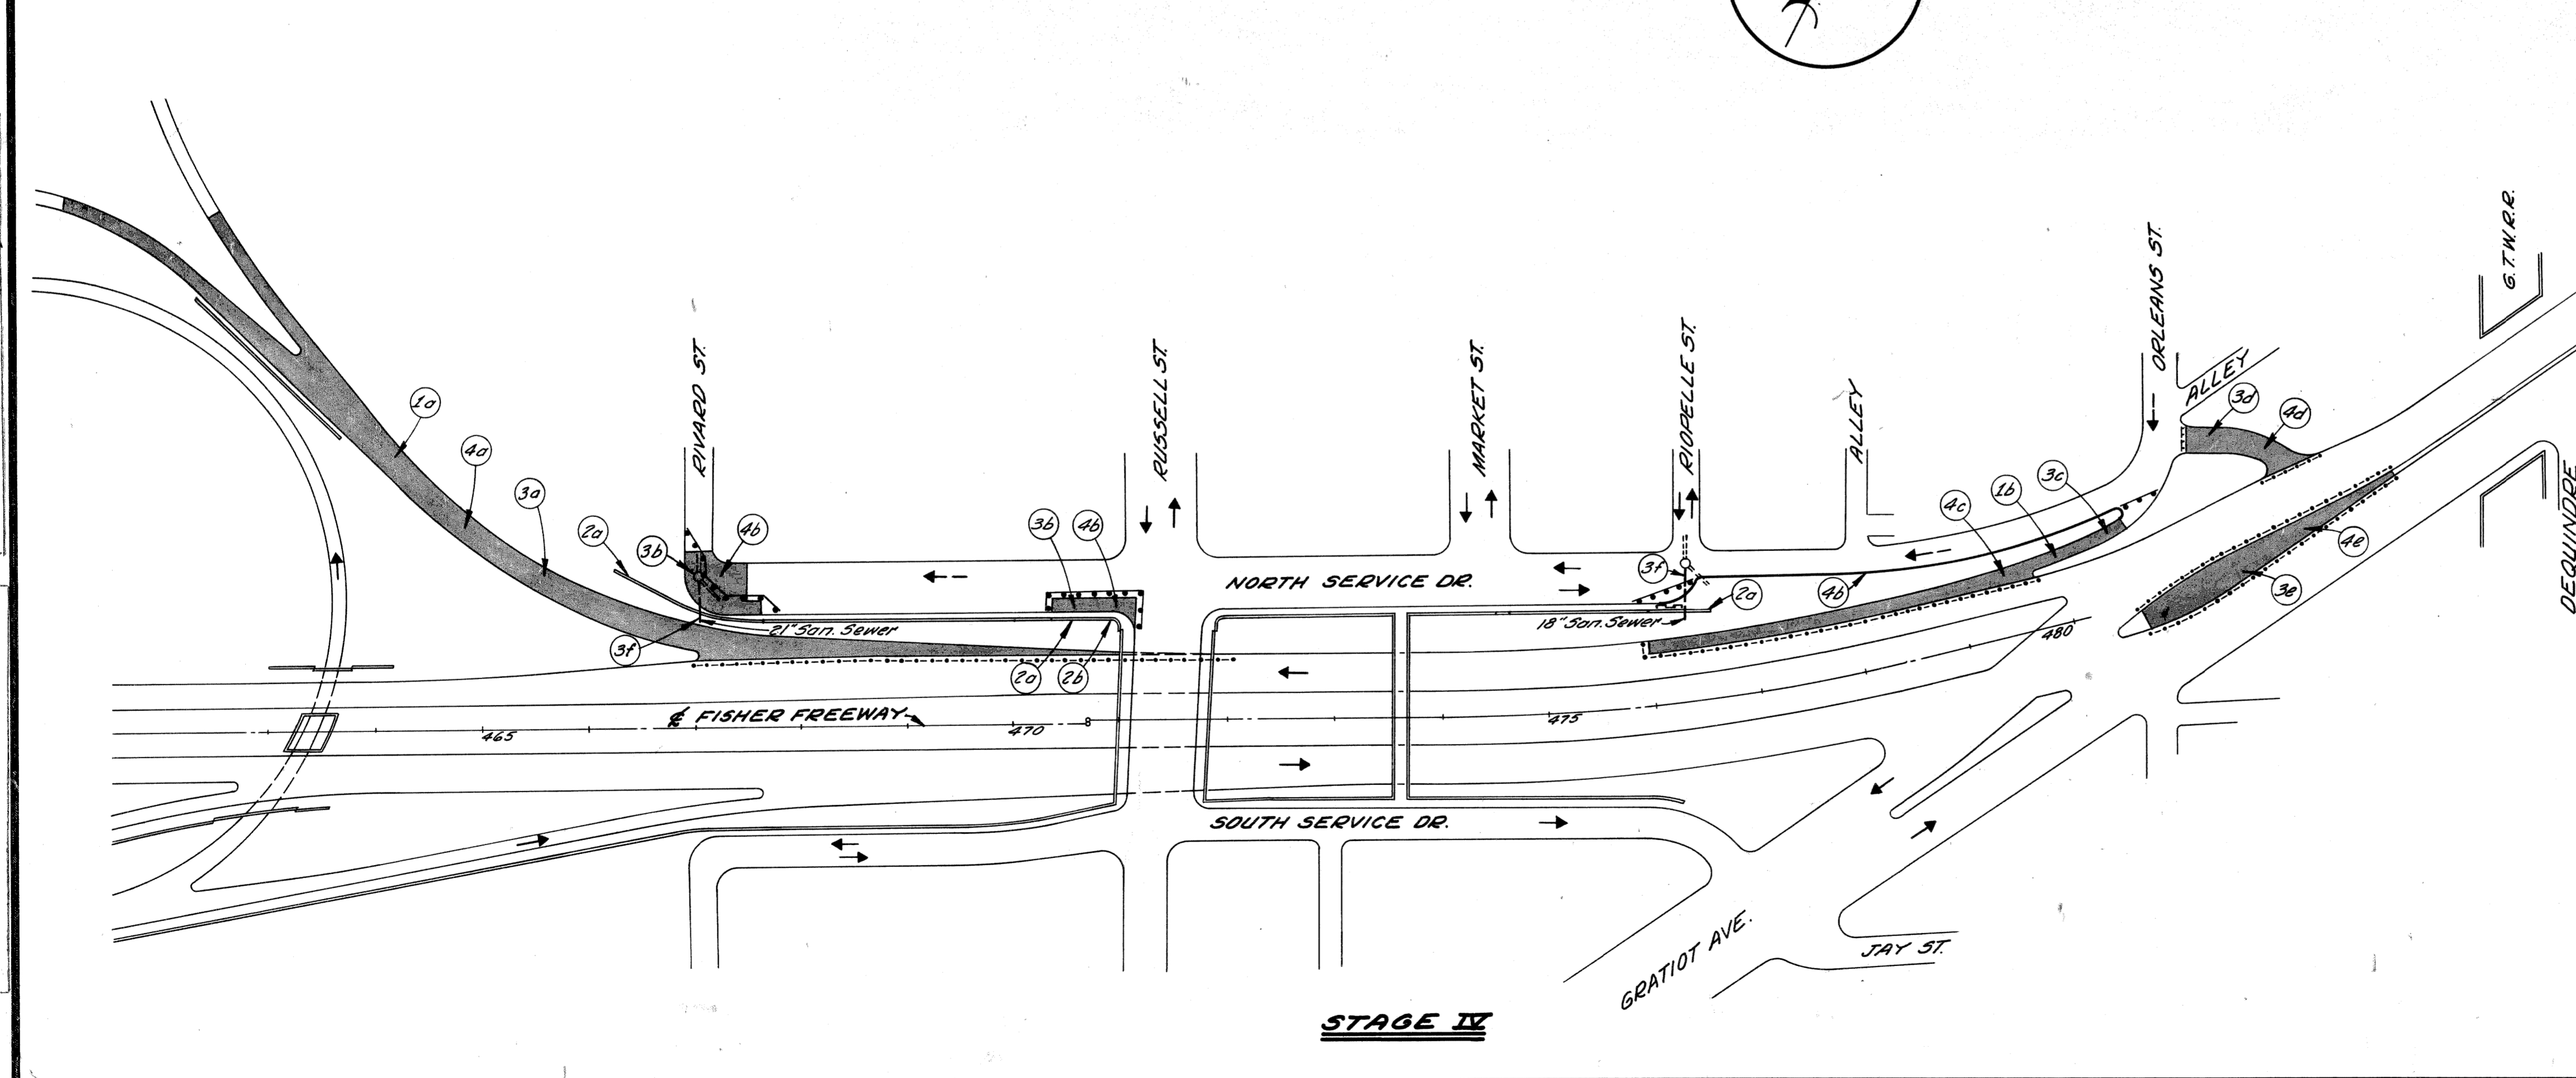 G.T.W.R.R.
ORLEANS ST.
RIVARD ST.
RUSSELL ST.
MARKET ST.
RIOPELLE ST.
ALLEY
ALLEY
3d
4d
1a
4a
3a
2a
3b
4b
3b
4b
3f
2a
4b
4c
1b
3c
4e
3e
DEQUINDRE
NORTH SERVICE DR.
21" San. Sewer
18" San. Sewer
3f
2a
2b
480
℄ FISHER FREEWAY
465
470
8
475
SOUTH SERVICE DR.
GRATIOT AVE.
JAY ST.
STAGE IV